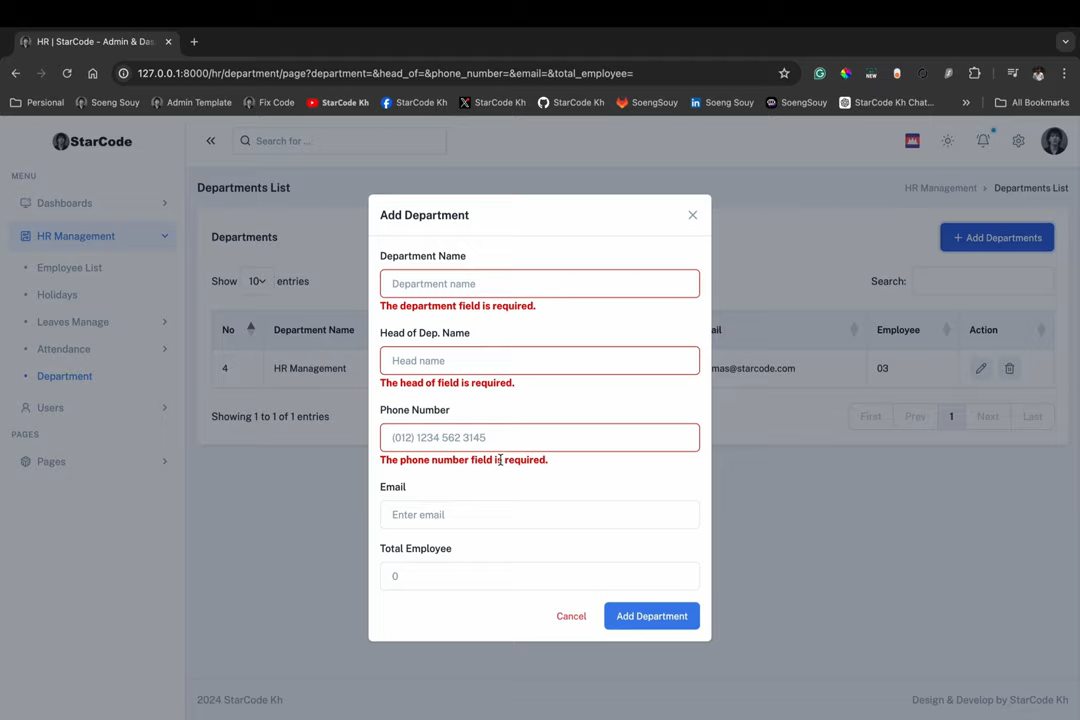 HR | StarCode - Admin & Das
127.0.0.1:8000/hr/department/page?department=&head_of=&phone_number=&email=&total_employee=
NEW
Personal
Soeng Souy
Admin Template
Fix Code
StarCode Kh
StarCode Kh
StarCode Kh
StarCode Kh
SoengSouy
Soeng Souy
SoengSouy
StarCode Kh Chat...
All Bookmarks
StarCode
Search for ...
MENU
Dashboards
HR Management
Employee List
Holidays
Leaves Manage
Attendance
Department
Users
PAGES
Pages
Departments List
HR Management
Departments List
Departments
Add Departments
Show 10 entries
Search:
No
Department Name
ail
Employee
Action
4
HR Management
mas@starcode.com
03
Showing 1 to 1 of 1 entries
First
Prev
1
Next
Last
Add Department
Department Name
Department name
The department field is required.
Head of Dep. Name
Head name
The head of field is required.
Phone Number
(012) 1234 562 3145
The phone number field is required.
Email
Enter email
Total Employee
0
Cancel
Add Department
2024 StarCode Kh
Design & Develop by StarCode Kh